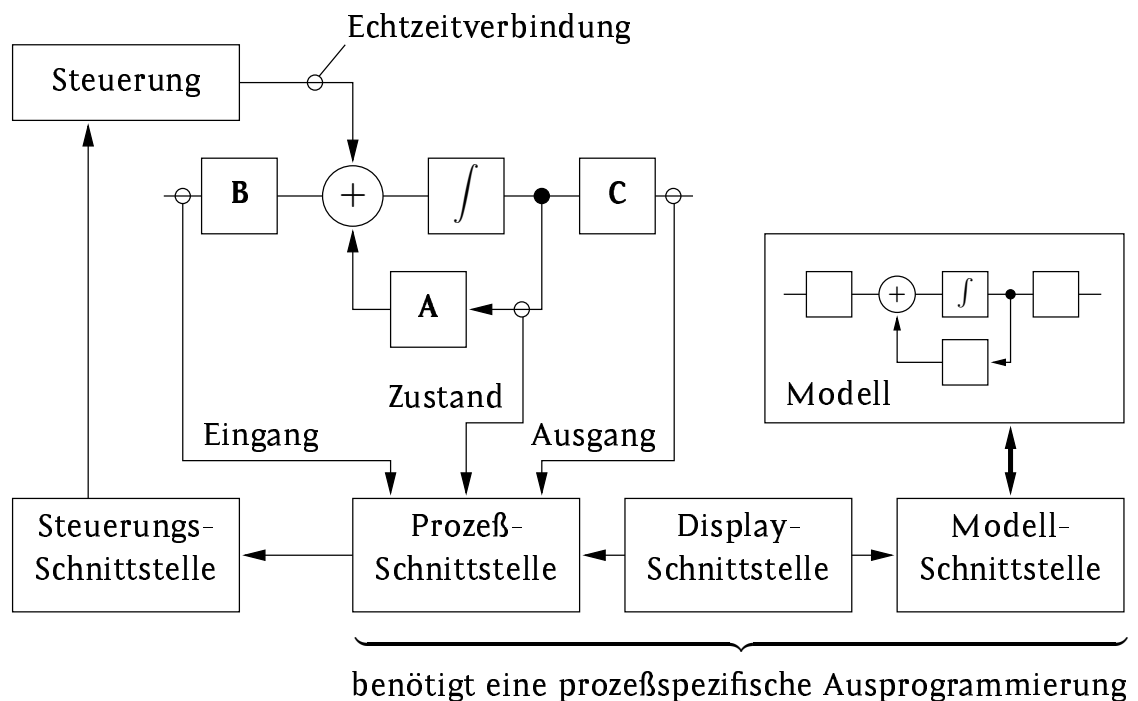 Echtzeitverbindung
Steuerung
B
+
∫
C
A
Zustand
Eingang
Ausgang
+
∫
Modell
Steuerungs-
Schnittstelle
Prozeß-
Schnittstelle
Display-
Schnittstelle
Modell-
Schnittstelle
benötigt eine prozeßspezifische Ausprogrammierung